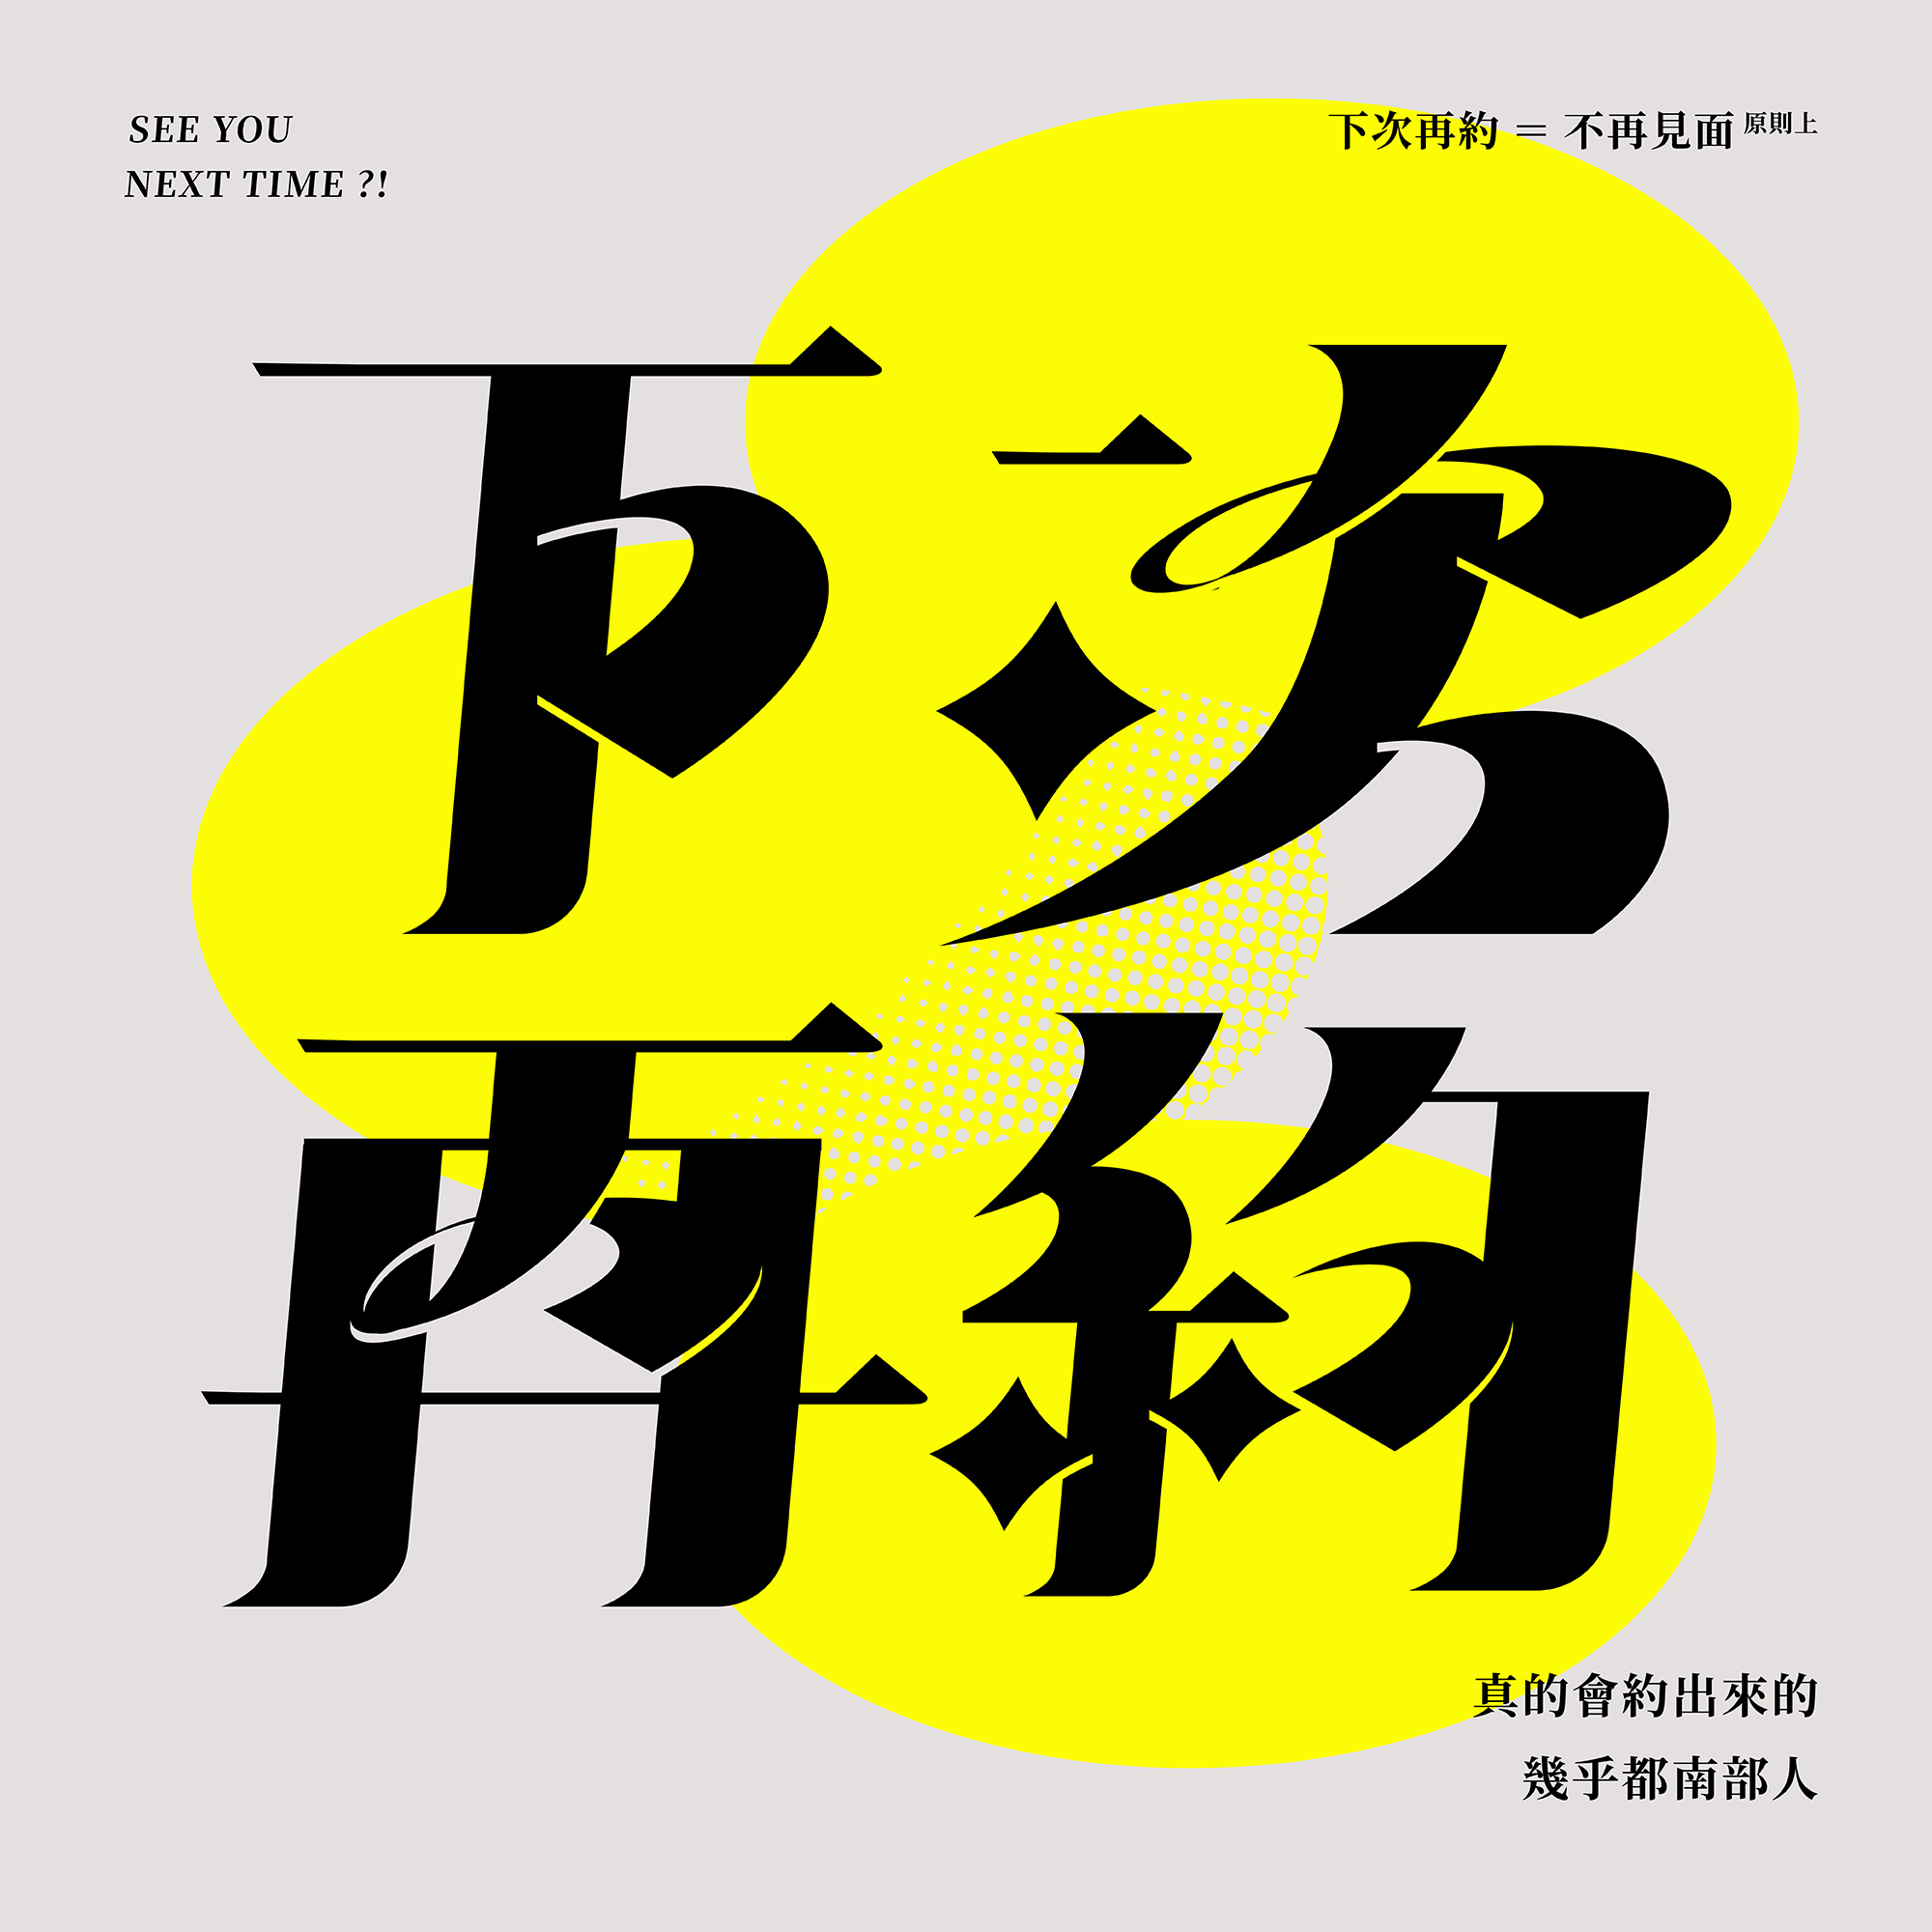 SEE YOU
NEXT TIME ?!
下次再約 = 不再見面 原則上
下次
再約
真的會約出來的
幾乎都南部人